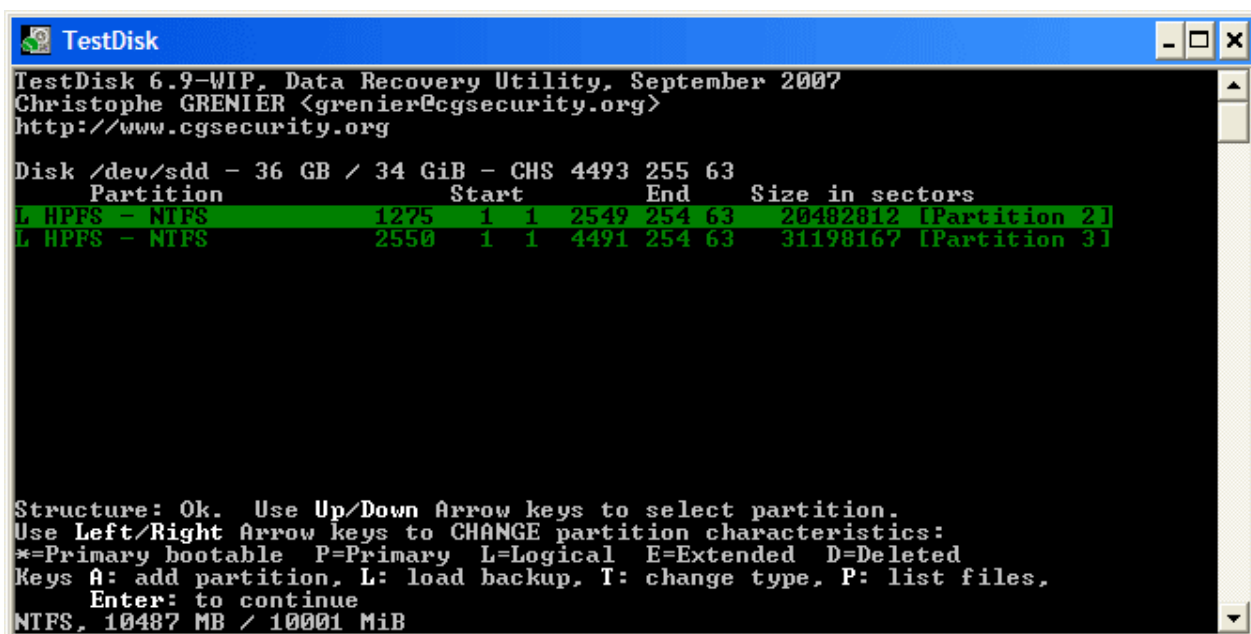 TestDisk
TestDisk 6.9-WIP, Data Recovery Utility, September 2007
Christophe GRENIER <grenier@cgsecurity.org>
http://www.cgsecurity.org
Disk /dev/sdd - 36 GB / 34 GiB - CHS 4493 255 63
Partition Start End Size in sectors
L HPFS - NTFS 1275 1 1 2549 254 63 20482812 [Partition 2]
L HPFS - NTFS 2550 1 1 4491 254 63 31198167 [Partition 3]
Structure: Ok. Use Up/Down Arrow keys to select partition.
Use Left/Right Arrow keys to CHANGE partition characteristics:
*=Primary bootable P=Primary L=Logical E=Extended D=Deleted
Keys A: add partition, L: load backup, T: change type, P: list files,
Enter: to continue
NTFS, 10487 MB / 10001 MiB